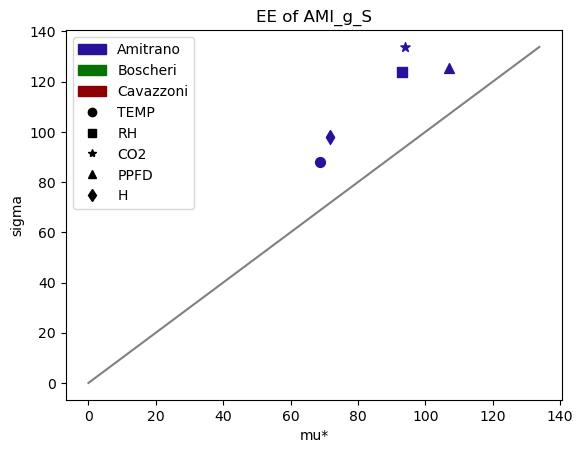 EE of AMI_g_S
Amitrano
Boscheri
Cavazzoni
TEMP
RH
CO2
PPFD
H
sigma
140
120
100
80
60
40
20
0
0 20 40 60 80 100 120 140
mu*